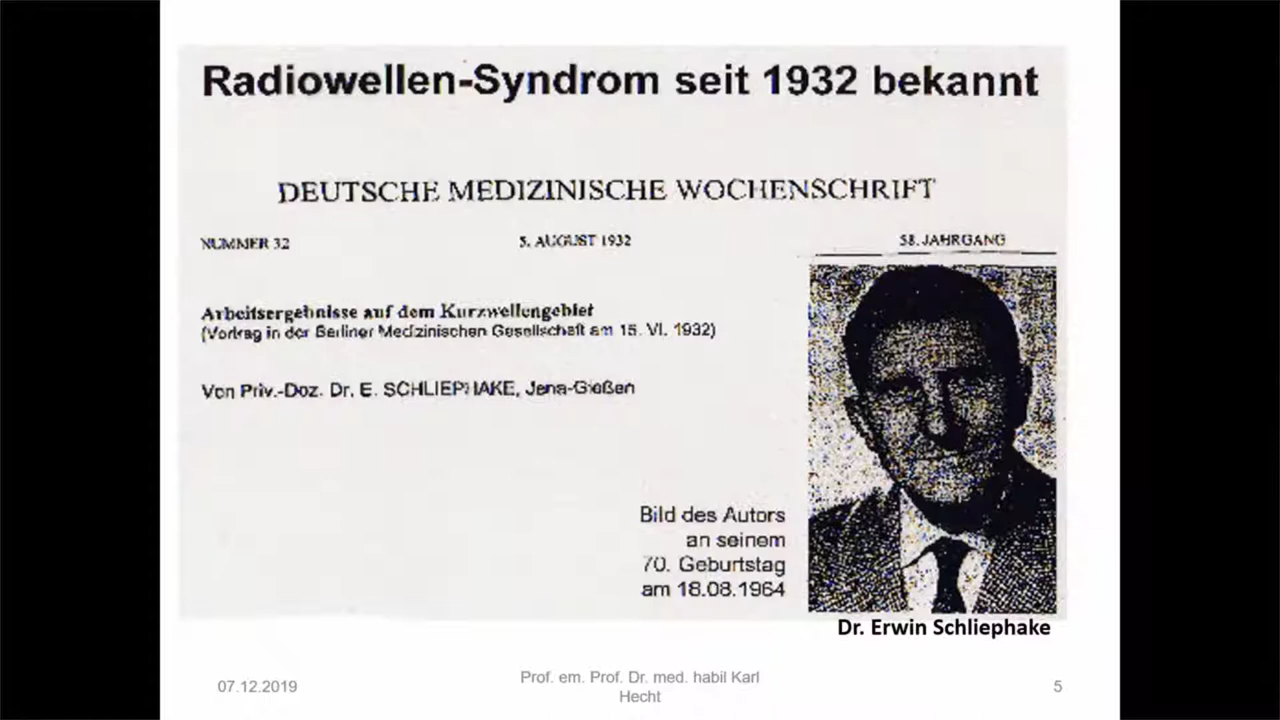 Radiowellen-Syndrom seit 1932 bekannt
DEUTSCHE MEDIZINISCHE WOCHENSCHRIFT
NUMMER 32
5. AUGUST 1932
58. JAHRGANG
Arbeitsergebnisse auf dem Kurzwellengebiet
(Vortrag in der Berliner Medizinischen Gesellschaft am 15. VI. 1932)
Von Priv.-Doz. Dr. E. SCHLIEPHAKE, Jena-Gießen
Bild des Autors
an seinem
70. Geburtstag
am 18.08.1964
Dr. Erwin Schliephake
07.12.2019
Prof. em. Prof. Dr. med. habil Karl
Hecht
5